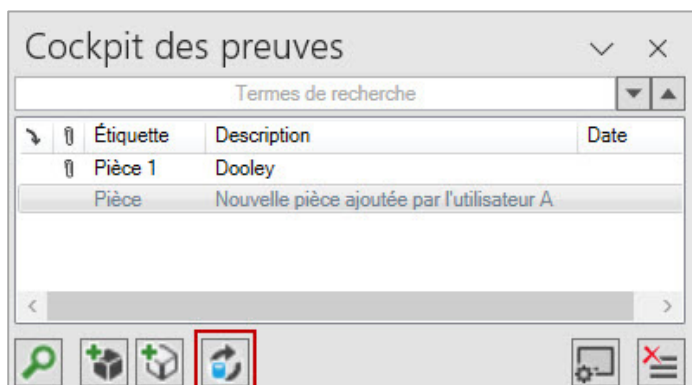 Cockpit des preuves
Termes de recherche
Étiquette Description Date
Pièce 1 Dooley
Pièce Nouvelle pièce ajoutée par l'utilisateur A